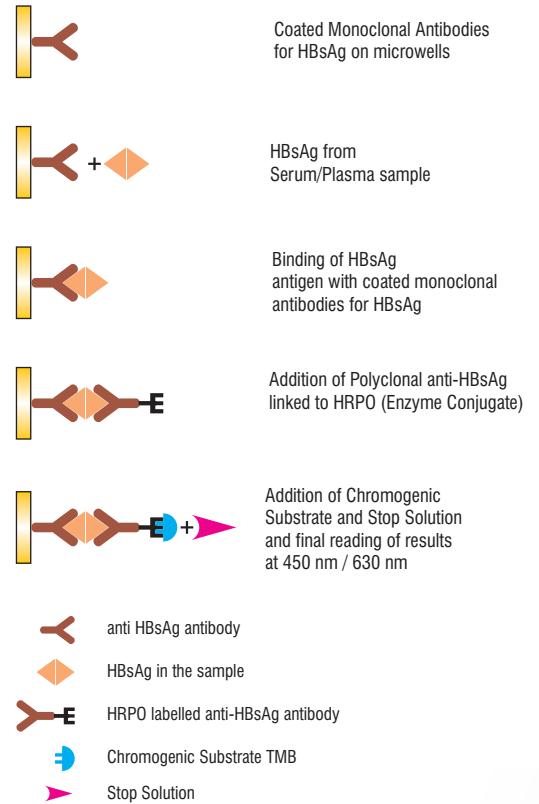 Coated Monoclonal Antibodies
for HBsAg on microwells
+
HBsAg from
Serum/Plasma sample
Binding of HBsAg
antigen with coated monoclonal
antibodies for HBsAg
Addition of Polyclonal anti-HBsAg
linked to HRPO (Enzyme Conjugate)
E
Addition of Chromogenic
Substrate and Stop Solution
and final reading of results
at 450 nm / 630 nm
E +
anti HBsAg antibody
HBsAg in the sample
E HRPO labelled anti-HBsAg antibody
Chromogenic Substrate TMB
Stop Solution